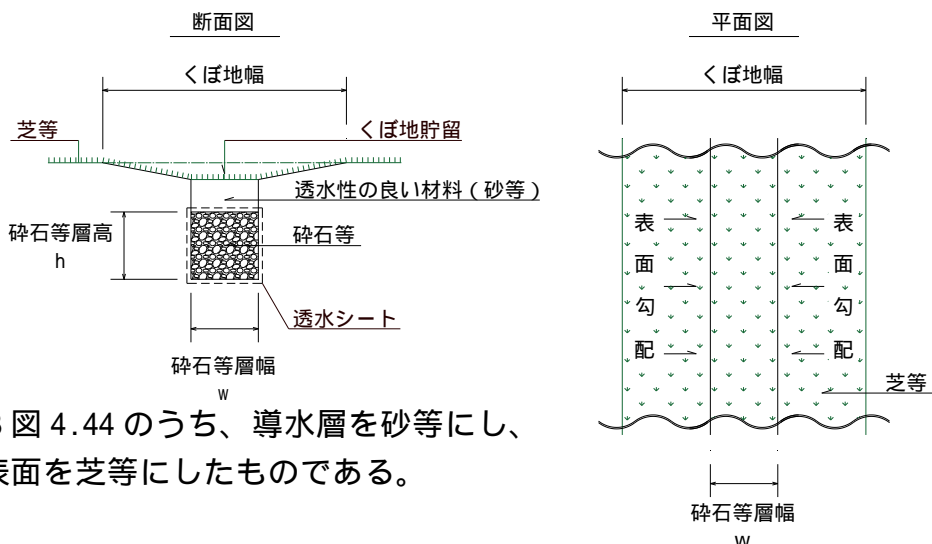 断面図
くぼ地幅
芝等
くぼ地貯留
透水性の良い材料(砂等)
砕石等層高
h
砕石等
透水シート
砕石等層幅
w
図 4.44 のうち、導水層を砂等にし、
表面を芝等にしたものである。
平面図
くぼ地幅
表面勾配
表面勾配
芝等
砕石等層幅
w